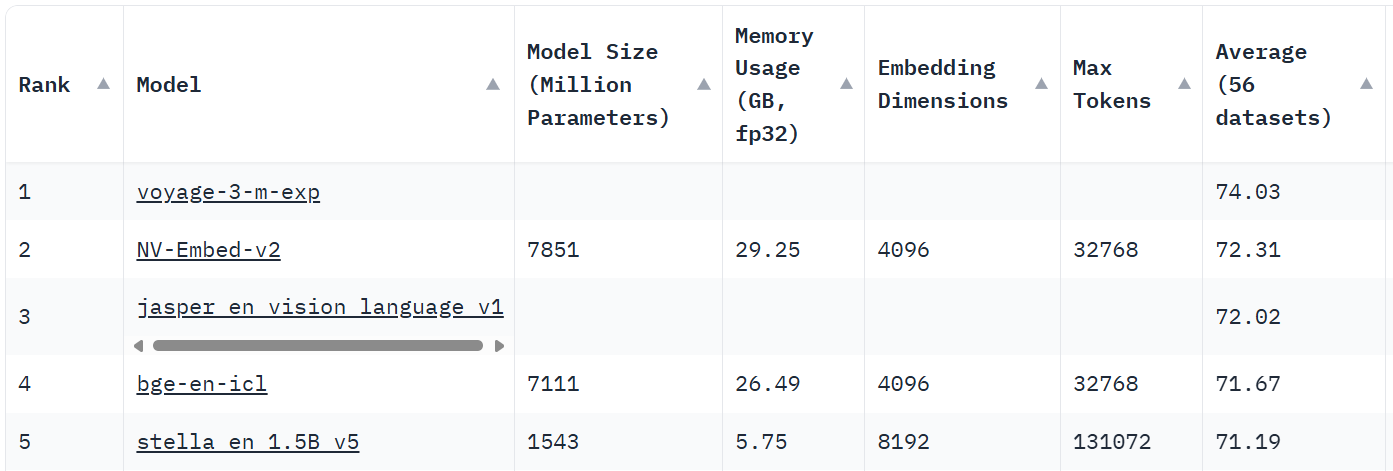 Rank Model Model Size (Million Parameters) Memory Usage (GB, fp32) Embedding Dimensions Max Tokens Average (56 datasets)
1 voyage-3-m-exp 74.03
2 NV-Embed-v2 7851 29.25 4096 32768 72.31
3 jasper_en_vision_language_v1 72.02
4 bge-en-icl 7111 26.49 4096 32768 71.67
5 stella_en_1.5B_v5 1543 5.75 8192 131072 71.19